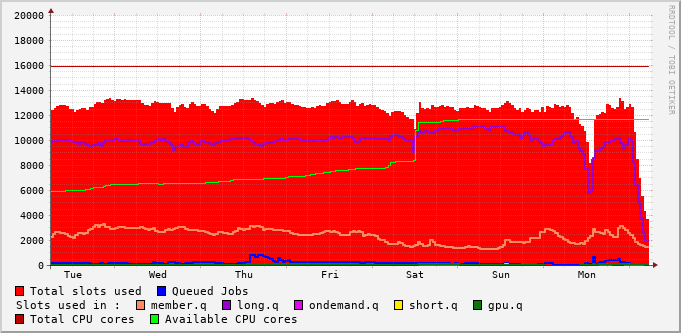 20000
18000
16000
14000
12000
10000
8000
6000
4000
2000
0
Tue Wed Thu Fri Sat Sun Mon
RRDTOOL / TOBI OETIKER
Total slots used Queued Jobs
Slots used in : member.q long.q ondemand.q short.q gpu.q
Total CPU cores Available CPU cores